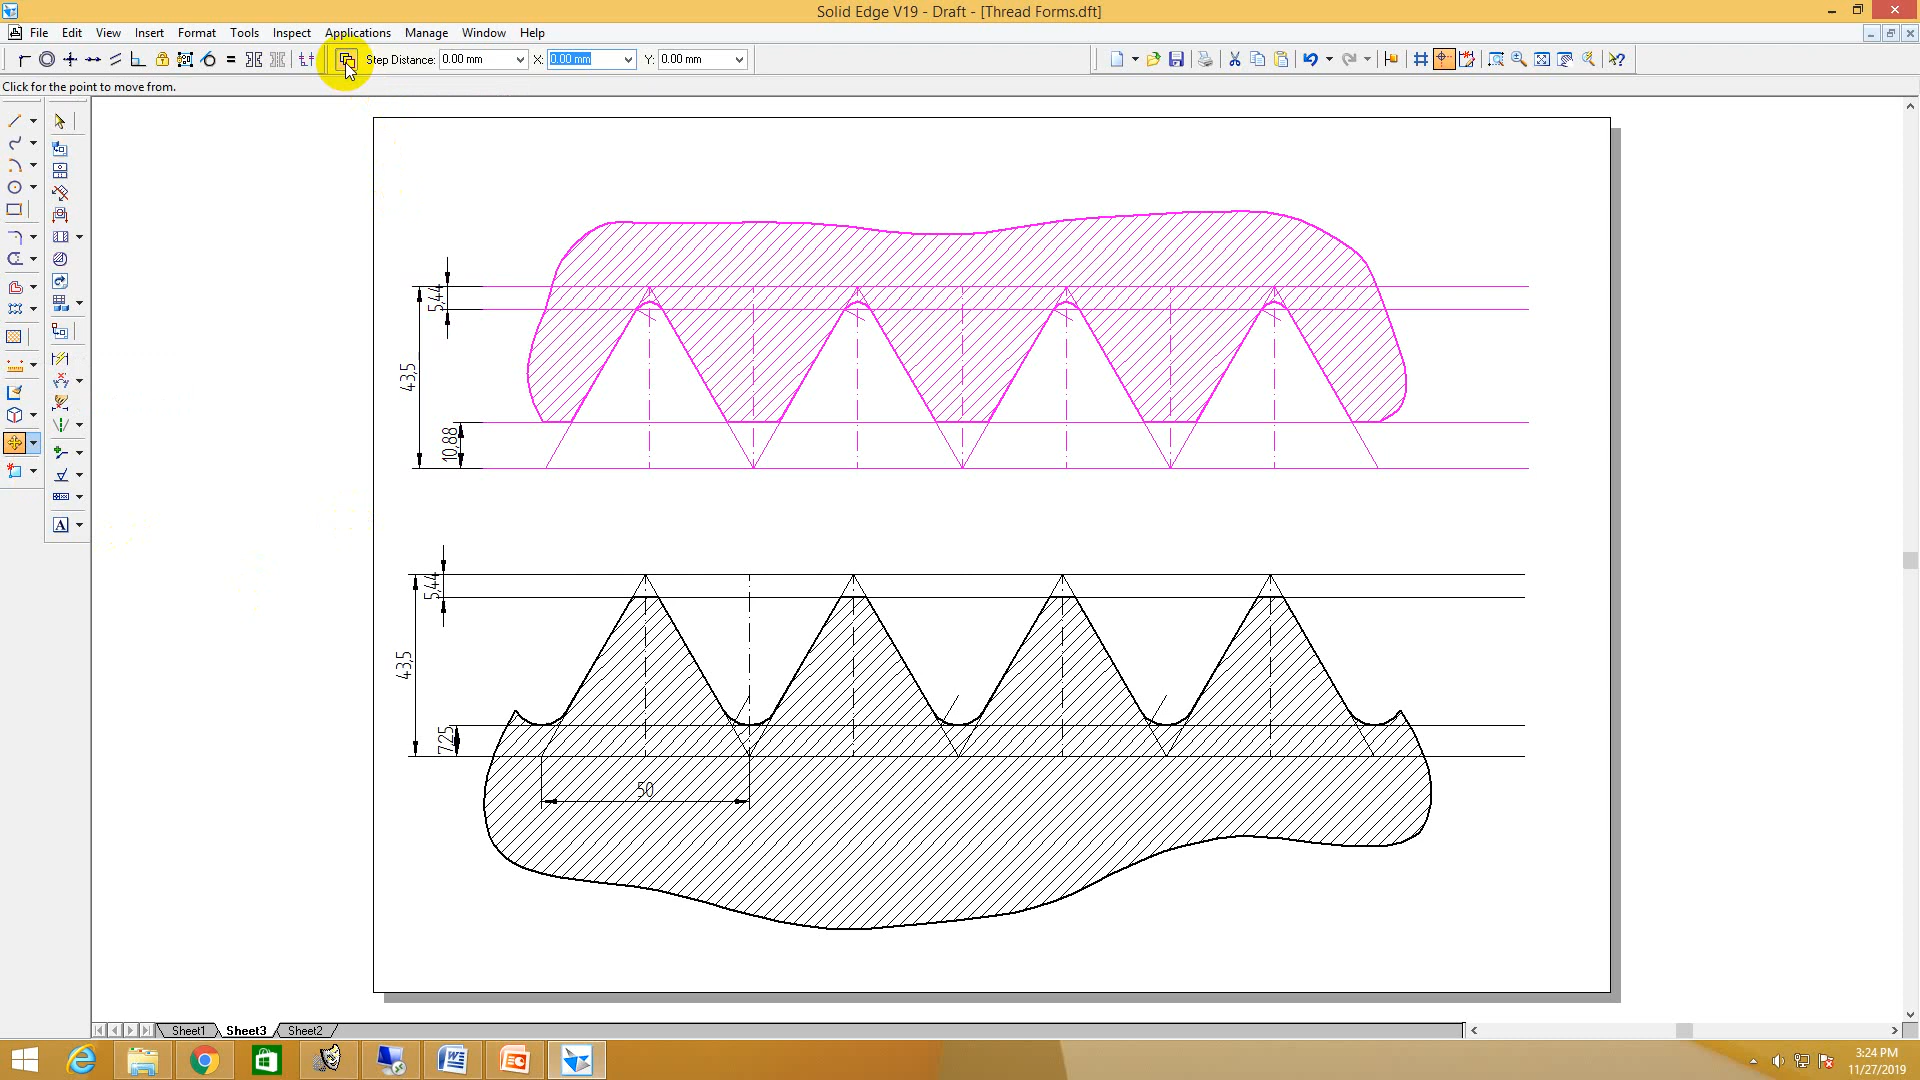 Solid Edge V19 - Draft - [Thread Forms.dft]
File Edit View Insert Format Tools Inspect Applications Manage Window Help
Step Distance: 0.00 mm X: 0.00 mm Y: 0.00 mm
Click for the point to move from.
5,44
43,5
10,88
5,44
43,5
7,25
50
A
Sheet1 Sheet3 Sheet2
3:24 PM
11/27/2019